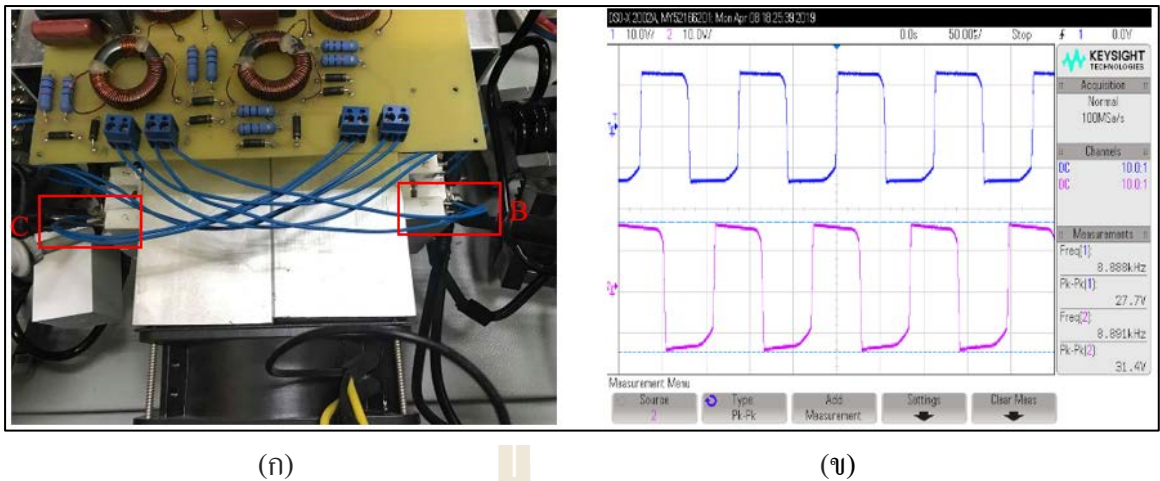 C
B
DSO-X 2002A, MY52166201: Mon Apr 08 18:25:39 2019
1 10.0V/ 2 10.0V/ 0.0s 50.00 Stop 1 0.0V
KEYSIGHT
TECHNOLOGIES
Acquisition
Normal
100MSa/s
Channels
DC 10.0:1
DC 10.0:1
Measurements
Freq(1):
8.888kHz
Pk-Pk(1):
27.7V
Freq(2):
8.891kHz
Pk-Pk(2):
31.4V
Measurement Menu
Source
2
Type
Pk-Pk
Add
Measurement
Settings
Clear Meas
(ก) (ข)